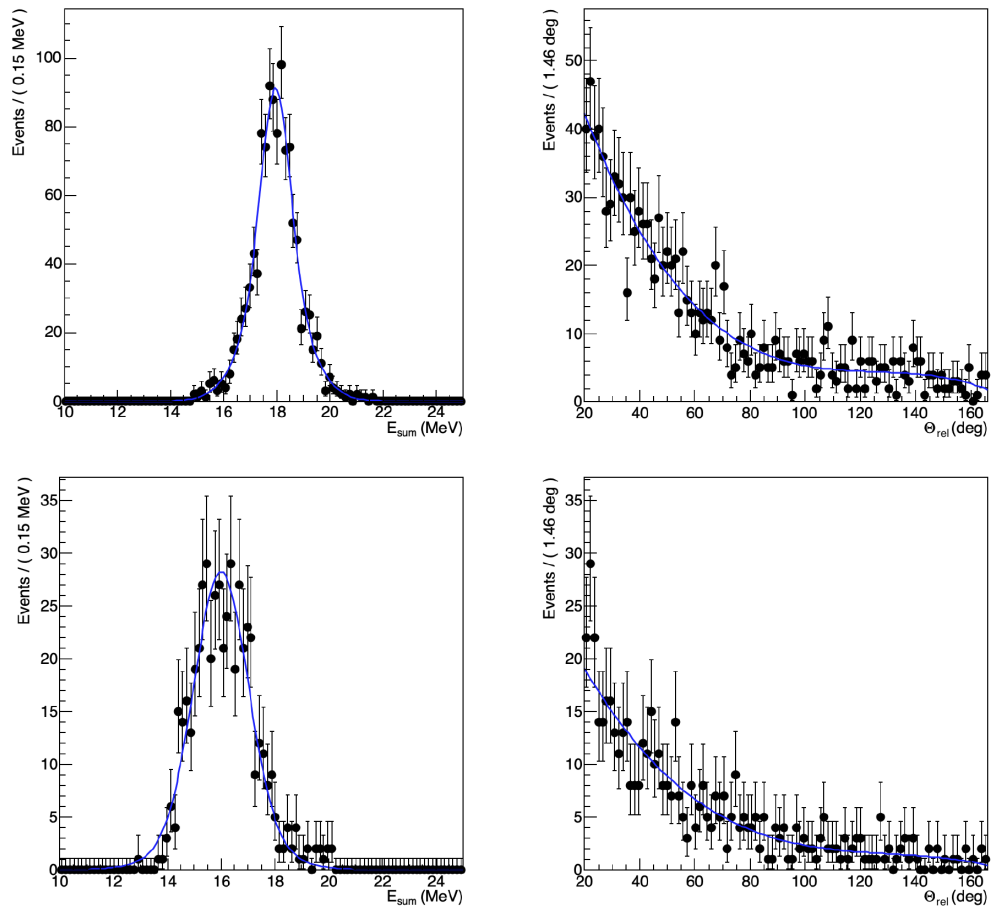 Events / ( 0.15 MeV )
100
80
60
40
20
0
10 12 14 16 18 20 22 24
E_sum (MeV)
Events / ( 1.46 deg )
50
40
30
20
10
0
20 40 60 80 100 120 140 160
Θ_rel (deg)
Events / ( 0.15 MeV )
35
30
25
20
15
10
5
0
10 12 14 16 18 20 22 24
E_sum (MeV)
Events / ( 1.46 deg )
35
30
25
20
15
10
5
0
20 40 60 80 100 120 140 160
Θ_rel (deg)